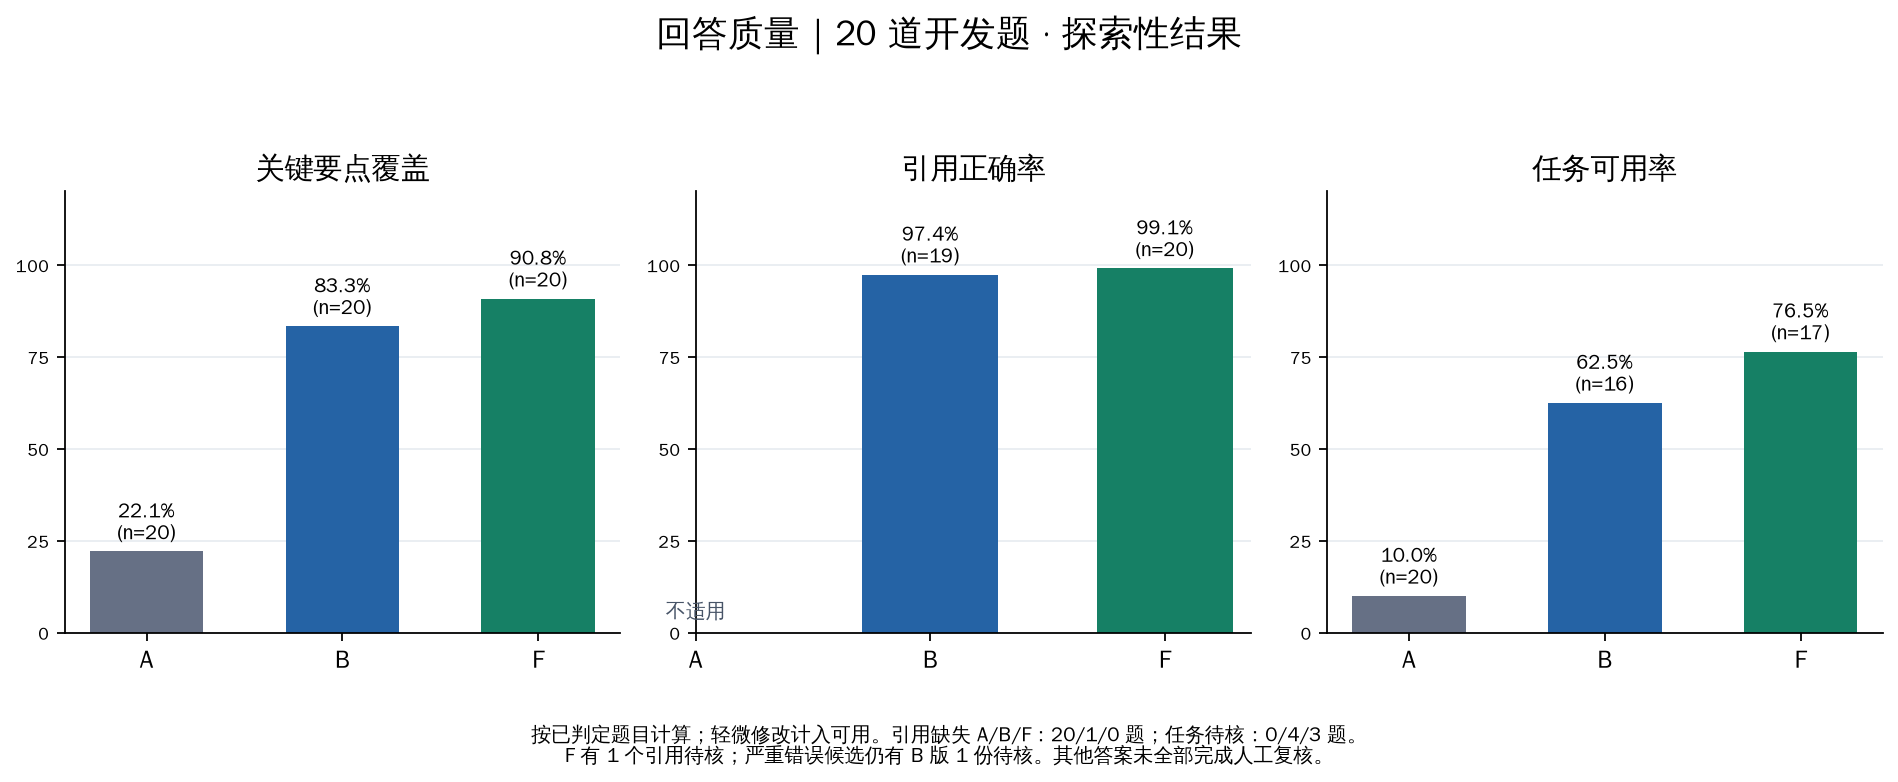 回答质量 | 20 道开发题 · 探索性结果
关键要点覆盖
100
75
50
25
0
22.1%
(n=20)
83.3%
(n=20)
90.8%
(n=20)
A
B
F
引用正确率
100
75
50
25
0
不适用
97.4%
(n=19)
99.1%
(n=20)
A
B
F
任务可用率
100
75
50
25
0
10.0%
(n=20)
62.5%
(n=16)
76.5%
(n=17)
A
B
F
按已判定题目计算；轻微修改计入可用。引用缺失 A/B/F：20/1/0 题；任务待核：0/4/3 题。
F 有 1 个引用待核；严重错误候选仍有 B 版 1 份待核。其他答案未全部完成人工复核。